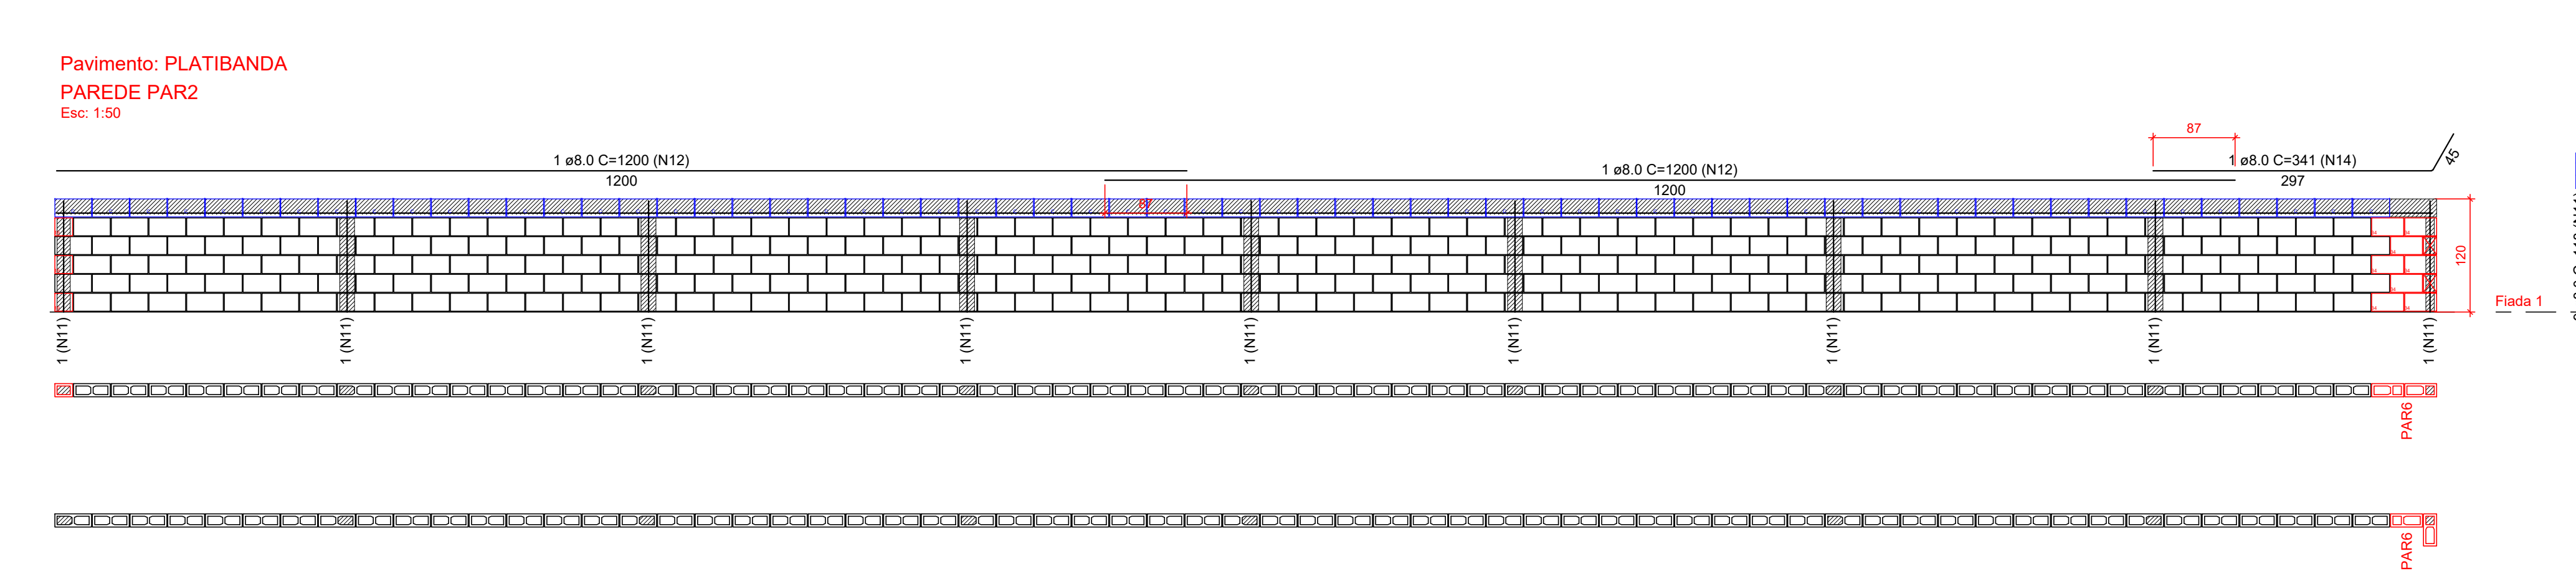 Pavimento: PLATIBANDA
PAREDE PAR2
Esc: 1:50
87
1 ø8.0 C=1200 (N12)
1200
1 ø8.0 C=1200 (N12)
1200
1 ø8.0 C=341 (N14)
297
45
87
120
Fiada 1
1 (N11)
1 (N11)
1 (N11)
1 (N11)
1 (N11)
1 (N11)
1 (N11)
1 (N11)
1 (N11)
PAR6
PAR6